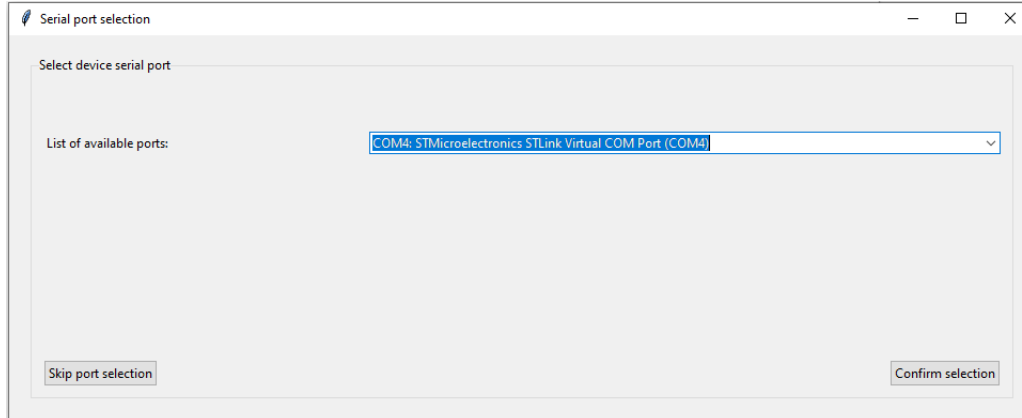 Serial port selection
Select device serial port
List of available ports: COM4: STMicroelectronics STLink Virtual COM Port (COM4)
Skip port selection Confirm selection